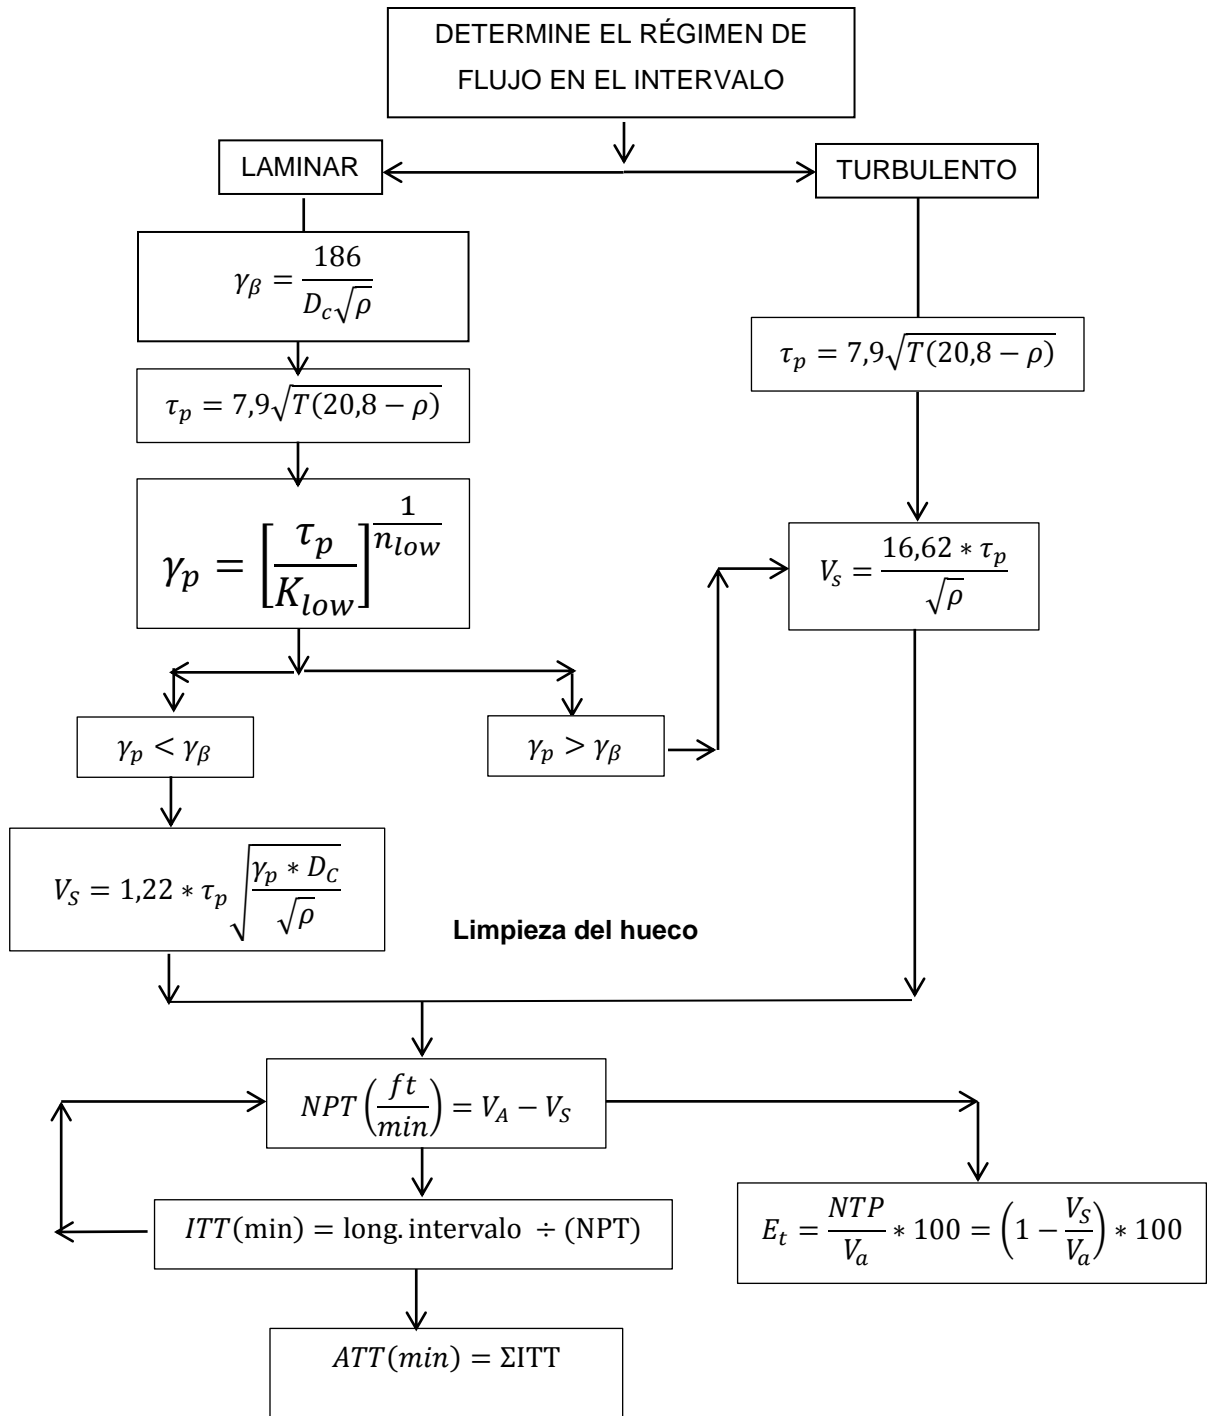 DETERMINE EL RÉGIMEN DE
FLUJO EN EL INTERVALO
LAMINAR
TURBULENTO
γ_β = 186 / (D_c√ρ)
τ_p = 7,9√(T(20,8 − ρ))
τ_p = 7,9√(T(20,8 − ρ))
γ_p = [τ_p / K_low]^(1/n_low)
V_s = 16,62 * τ_p / √ρ
γ_p < γ_β
γ_p > γ_β
V_S = 1,22 * τ_p √(γ_p * D_C / √ρ)
Limpieza del hueco
NPT (ft/min) = V_A − V_S
ITT(min) = long. intervalo ÷ (NPT)
E_t = NTP/V_a * 100 = (1 − V_S/V_a) * 100
ATT(min) = ΣITT